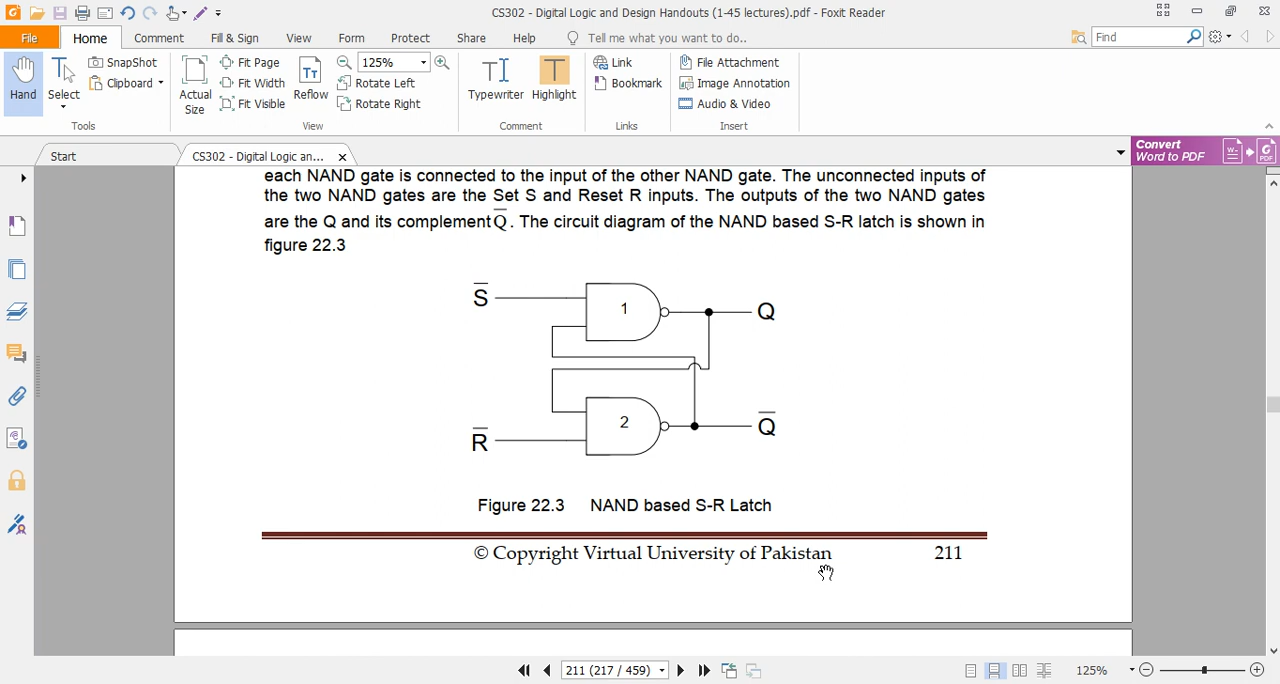 CS302 - Digital Logic and Design Handouts (1-45 lectures).pdf - Foxit Reader
File Home Comment Fill & Sign View Form Protect Share Help Tell me what you want to do.. Find
Hand Select SnapShot Clipboard Actual Size Fit Page Fit Width Fit Visible Reflow 125% Rotate Left Rotate Right Typewriter Highlight Link Bookmark File Attachment Image Annotation Audio & Video
Tools View Comment Links Insert
Start CS302 - Digital Logic an... Convert Word to PDF PDF
each NAND gate is connected to the input of the other NAND gate. The unconnected inputs of
the two NAND gates are the Set S and Reset R inputs. The outputs of the two NAND gates
are the Q and its complement Q̅. The circuit diagram of the NAND based S-R latch is shown in
figure 22.3
S̅ 1 Q
R̅ 2 Q̅
Figure 22.3 NAND based S-R Latch
© Copyright Virtual University of Pakistan 211
211 (217 / 459) 125%